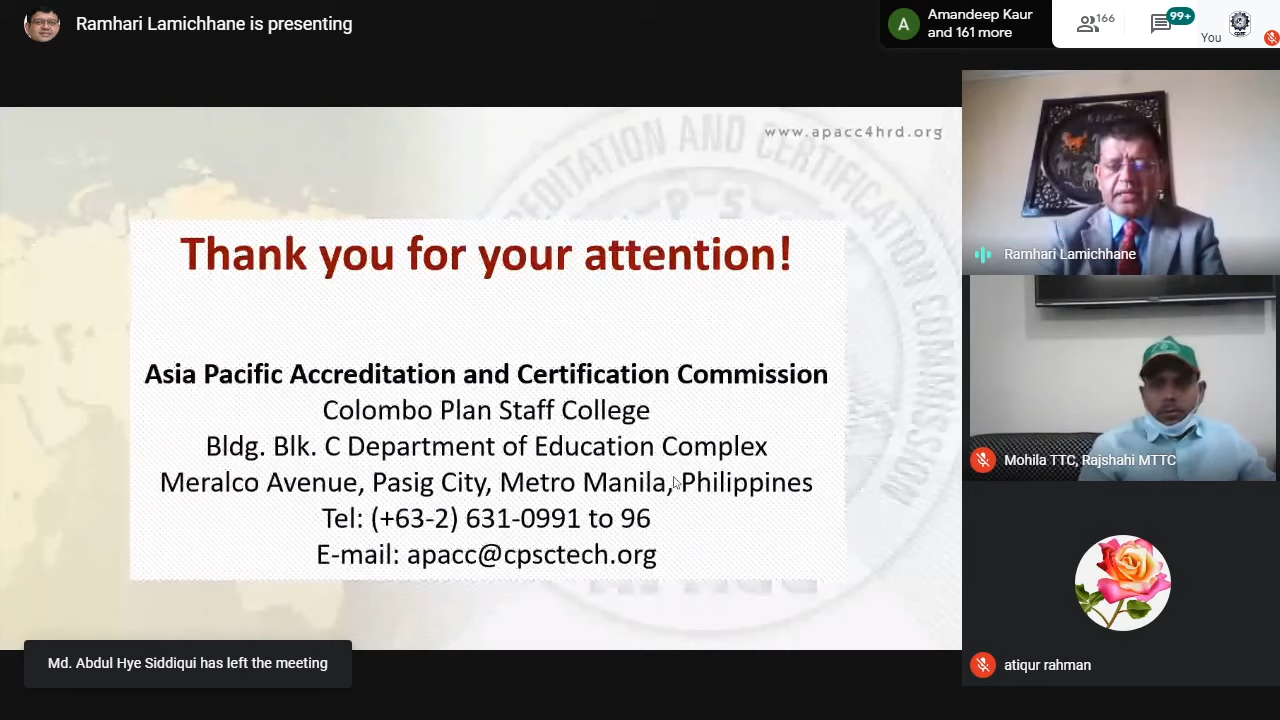 Ramhari Lamichhane is presenting
A
Amandeep Kaur
and 161 more
166
99+
You
www.apacc4hrd.org
Thank you for your attention!
Asia Pacific Accreditation and Certification Commission
Colombo Plan Staff College
Bldg. Blk. C Department of Education Complex
Meralco Avenue, Pasig City, Metro Manila, Philippines
Tel: (+63-2) 631-0991 to 96
E-mail: apacc@cpsctech.org
Ramhari Lamichhane
Mohila TTC, Rajshahi MTTC
atiqur rahman
Md. Abdul Hye Siddiqui has left the meeting